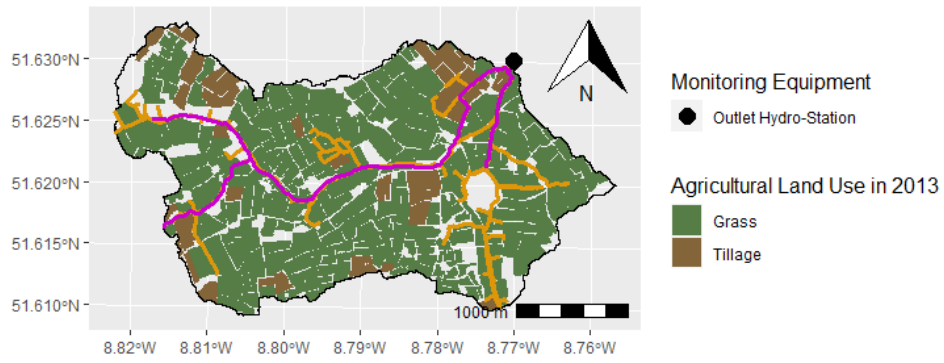 51.630°N
51.625°N
51.620°N
51.615°N
51.610°N
N
1000 m
8.82°W 8.81°W 8.80°W 8.79°W 8.78°W 8.77°W 8.76°W
Monitoring Equipment
Outlet Hydro-Station
Agricultural Land Use in 2013
Grass
Tillage